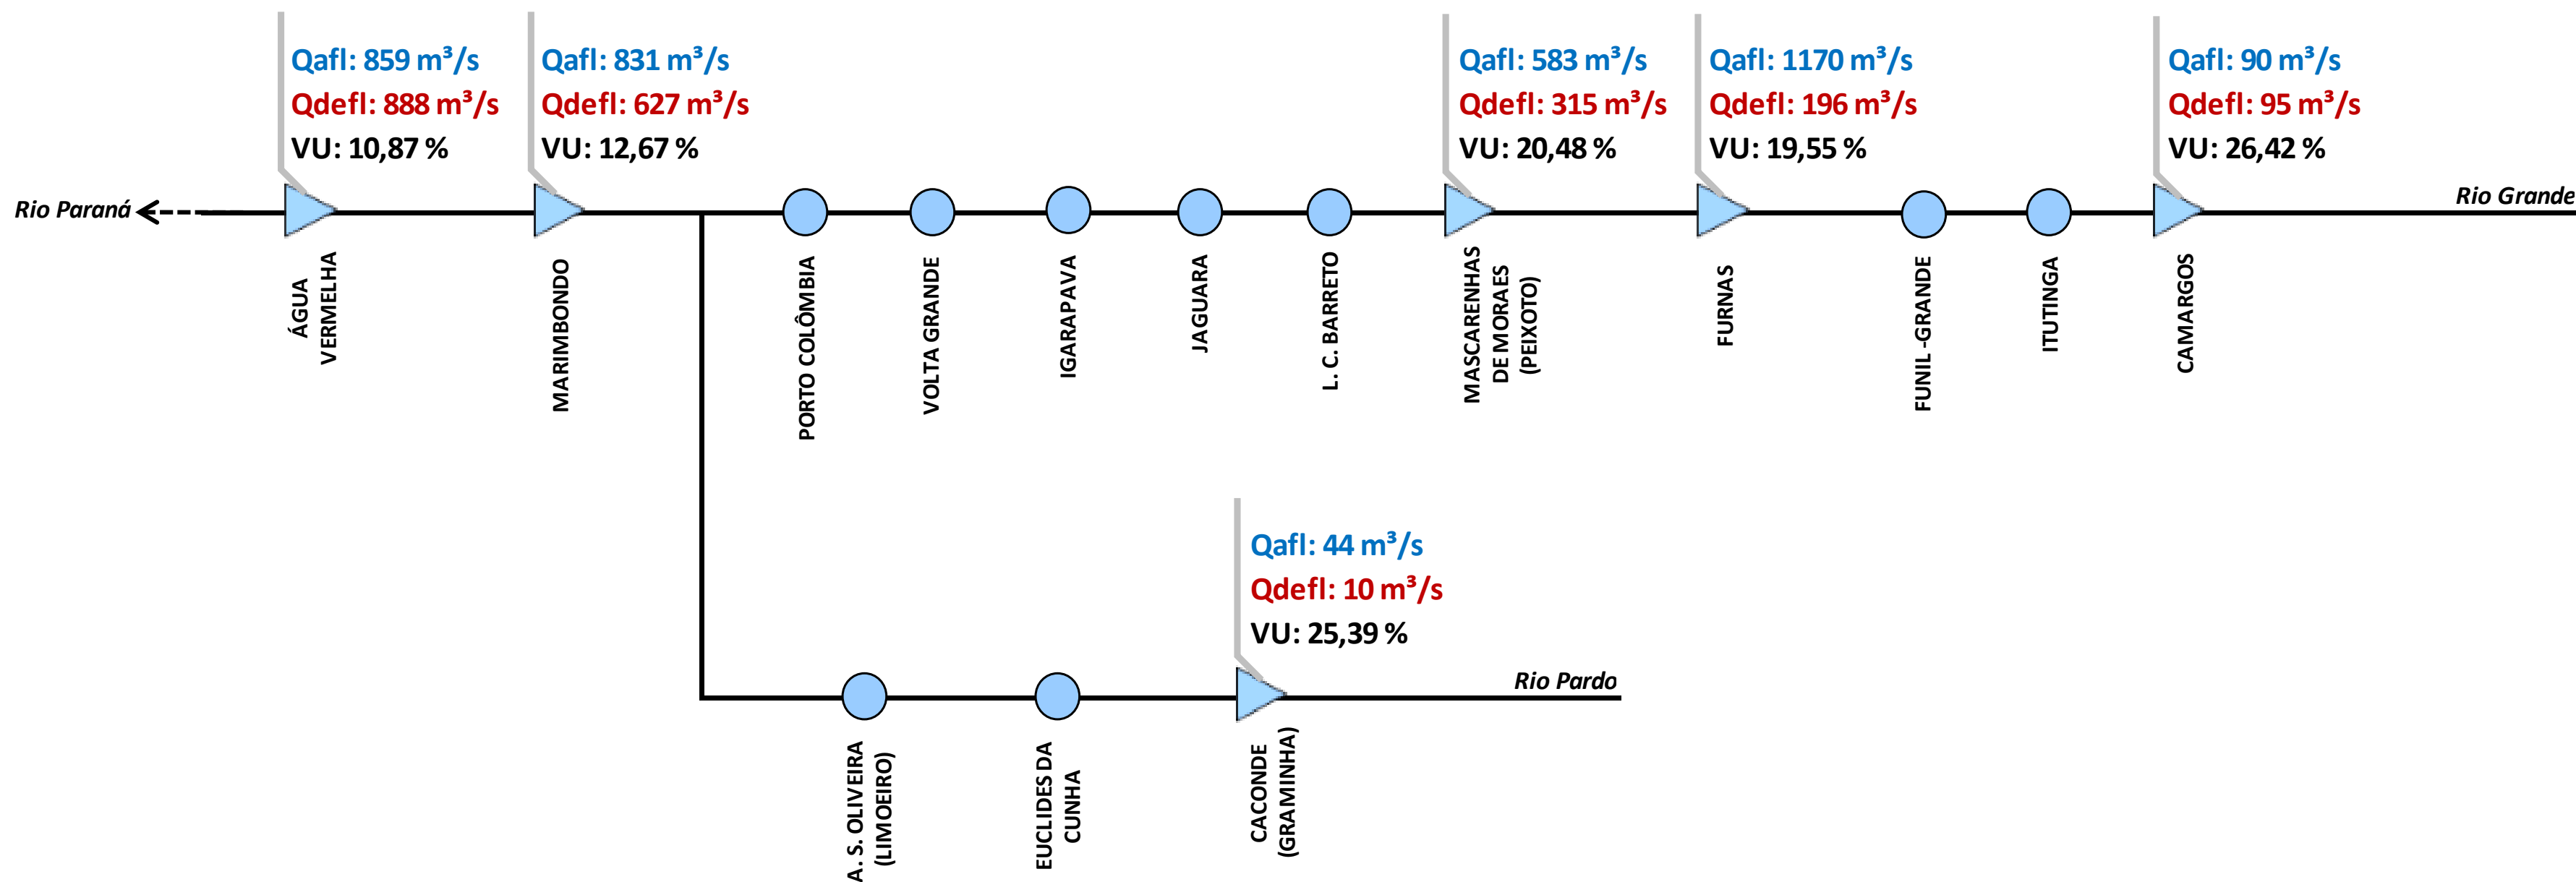 Qafl: 859 m³/s
Qdefl: 888 m³/s
VU: 10,87 %
Qafl: 831 m³/s
Qdefl: 627 m³/s
VU: 12,67 %
Qafl: 583 m³/s
Qdefl: 315 m³/s
VU: 20,48 %
Qafl: 1170 m³/s
Qdefl: 196 m³/s
VU: 19,55 %
Qafl: 90 m³/s
Qdefl: 95 m³/s
VU: 26,42 %
Rio Paraná
Rio Grande
ÁGUA
VERMELHA
MARIMBONDO
PORTO COLÔMBIA
VOLTA GRANDE
IGARAPAVA
JAGUARA
L. C. BARRETO
MASCARENHAS
DE MORAES
(PEIXOTO)
FURNAS
FUNIL -GRANDE
ITUTINGA
CAMARGOS
Qafl: 44 m³/s
Qdefl: 10 m³/s
VU: 25,39 %
Rio Pardo
A. S. OLIVEIRA
(LIMOEIRO)
EUCLIDES DA
CUNHA
CACONDE
(GRAMINHA)